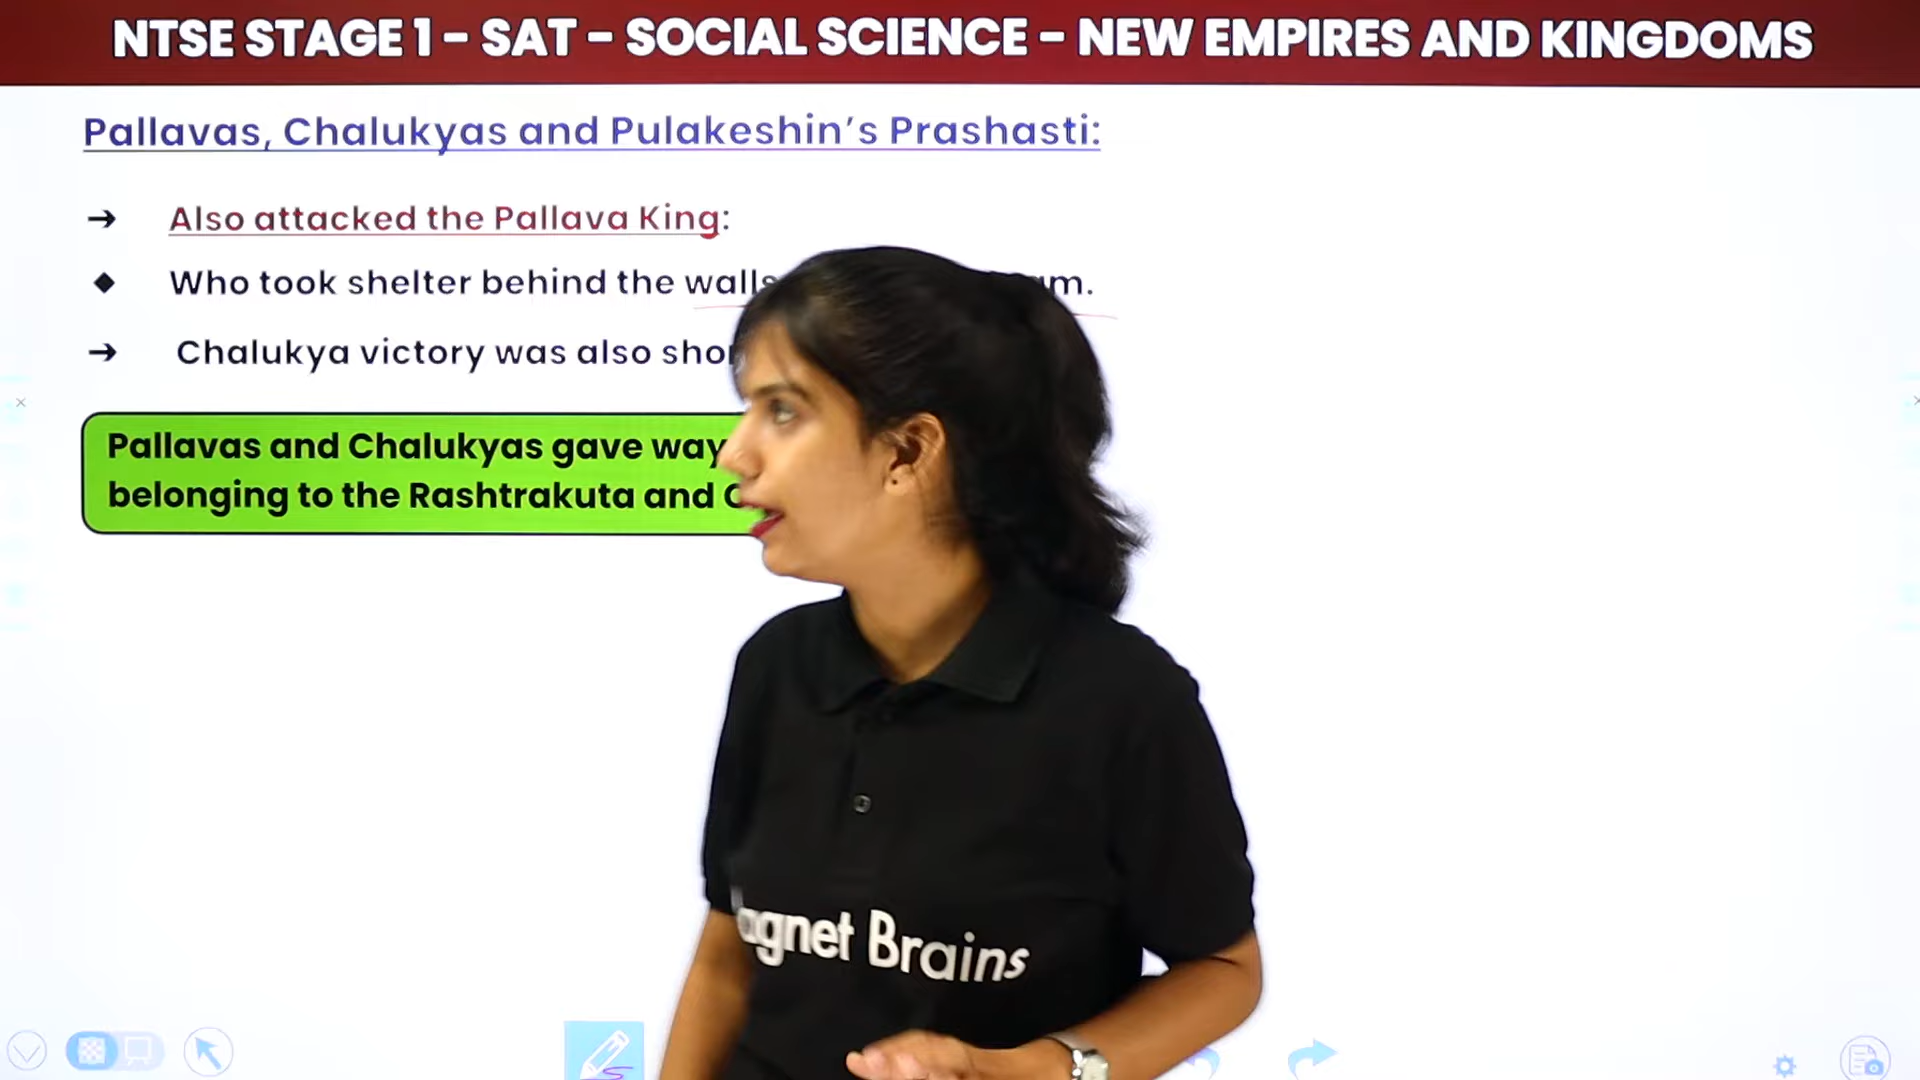 NTSE STAGE 1 – SAT – SOCIAL SCIENCE – NEW EMPIRES AND KINGDOMS
Pallavas, Chalukyas and Pulakeshin's Prashasti:
→ Also attacked the Pallava King:
◆ Who took shelter behind the walls
→ Chalukya victory was also
Pallavas and Chalukyas gave way
belonging to the Rashtrakuta and
Brains